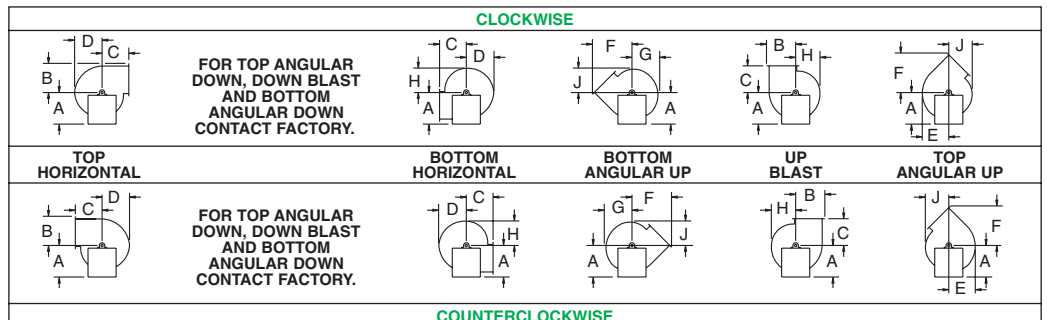 CLOCKWISE
D C B A
FOR TOP ANGULAR
DOWN, DOWN BLAST
AND BOTTOM
ANGULAR DOWN
CONTACT FACTORY.
C D H A
F G J A
B H C A
J F A E
TOP
HORIZONTAL
BOTTOM
HORIZONTAL
BOTTOM
ANGULAR UP
UP
BLAST
TOP
ANGULAR UP
C D B A
FOR TOP ANGULAR
DOWN, DOWN BLAST
AND BOTTOM
ANGULAR DOWN
CONTACT FACTORY.
D C H A
G F J A
H B C A
J F A E
COUNTERCLOCKWISE